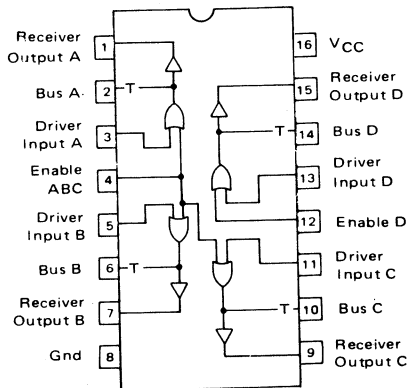 Receiver
Output A
1
Bus A
2
T
Driver
Input A
3
Enable
ABC
4
Driver
Input B
5
Bus B
6
T
Receiver
Output B
7
Gnd
8
16
VCC
15
Receiver
Output D
T
14
Bus D
13
Driver
Input D
12
Enable D
11
Driver
Input C
T
10
Bus C
9
Receiver
Output C